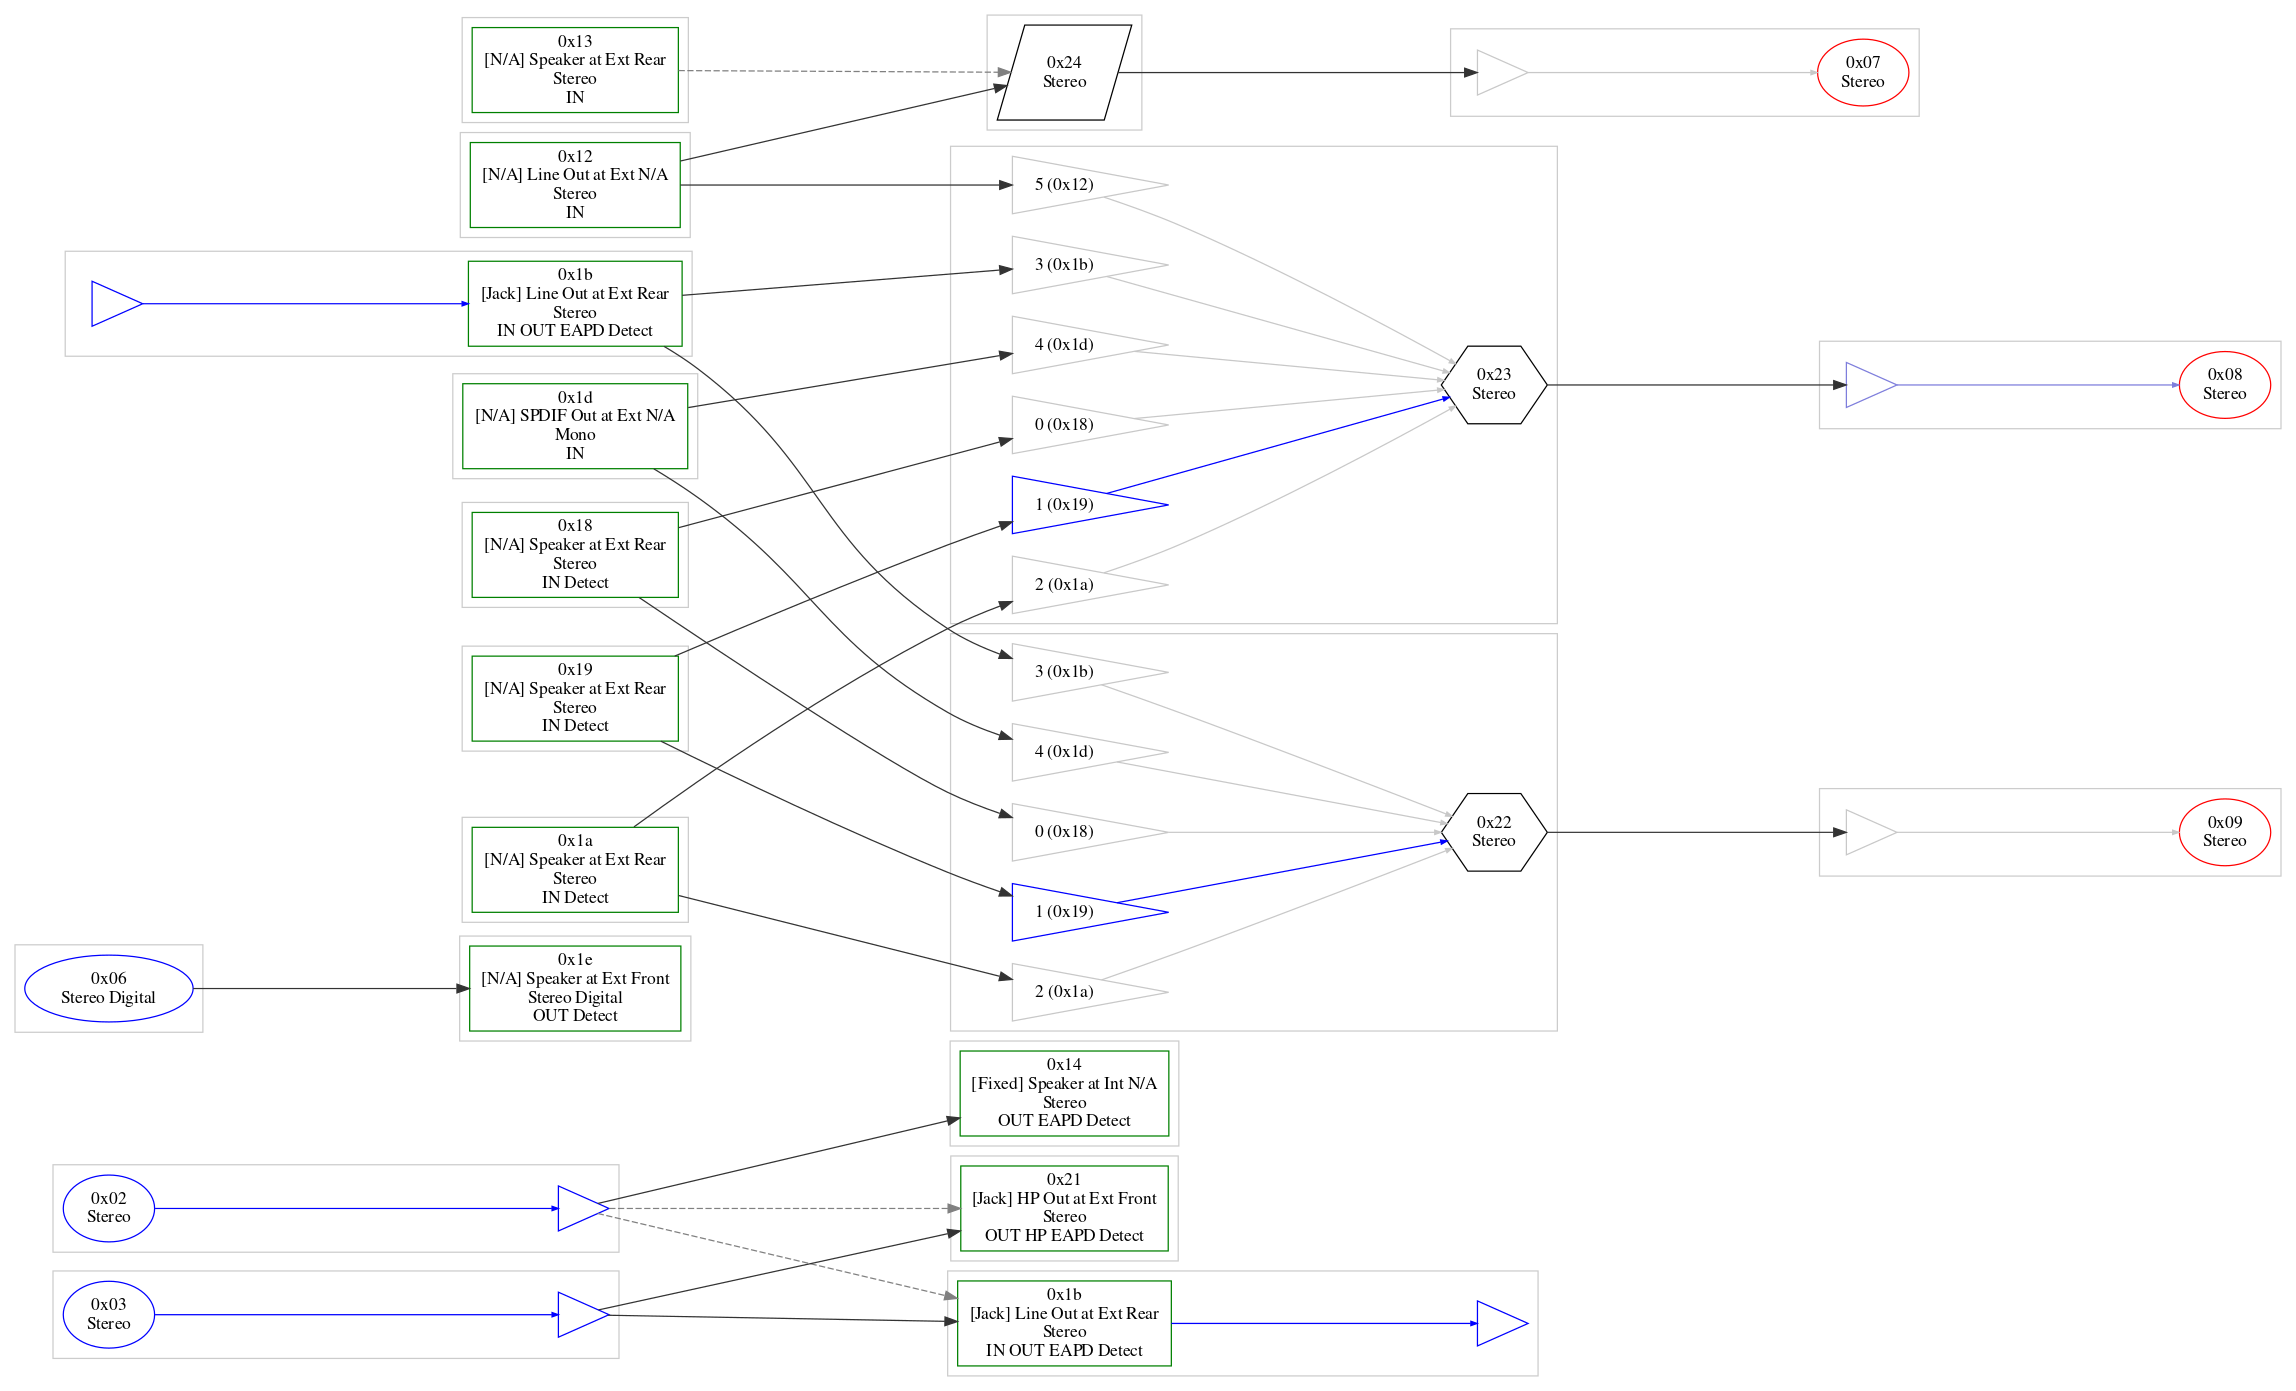 0x13
[N/A] Speaker at Ext Rear
Stereo
IN
0x24
Stereo
0x07
Stereo
0x12
[N/A] Line Out at Ext N/A
Stereo
IN
5 (0x12)
0x1b
[Jack] Line Out at Ext Rear
Stereo
IN OUT EAPD Detect
3 (0x1b)
4 (0x1d)
0x1d
[N/A] SPDIF Out at Ext N/A
Mono
IN
0 (0x18)
0x23
Stereo
0x08
Stereo
0x18
[N/A] Speaker at Ext Rear
Stereo
IN Detect
1 (0x19)
2 (0x1a)
0x19
[N/A] Speaker at Ext Rear
Stereo
IN Detect
3 (0x1b)
4 (0x1d)
0x1a
[N/A] Speaker at Ext Rear
Stereo
IN Detect
0 (0x18)
1 (0x19)
2 (0x1a)
0x22
Stereo
0x09
Stereo
0x06
Stereo Digital
0x1e
[N/A] Speaker at Ext Front
Stereo Digital
OUT Detect
0x14
[Fixed] Speaker at Int N/A
Stereo
OUT EAPD Detect
0x02
Stereo
0x21
[Jack] HP Out at Ext Front
Stereo
OUT HP EAPD Detect
0x03
Stereo
0x1b
[Jack] Line Out at Ext Rear
Stereo
IN OUT EAPD Detect